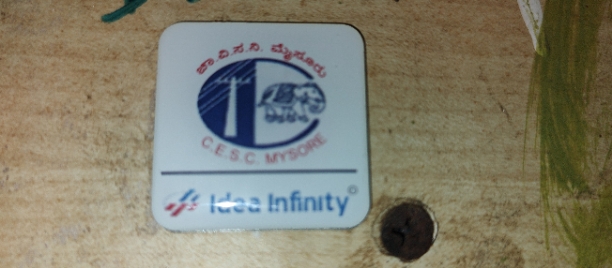 ಚಾ.ವಿ.ಸ.ನಿ. ಮೈಸೂರು
C.E.S.C. MYSORE
Idea Infinity©